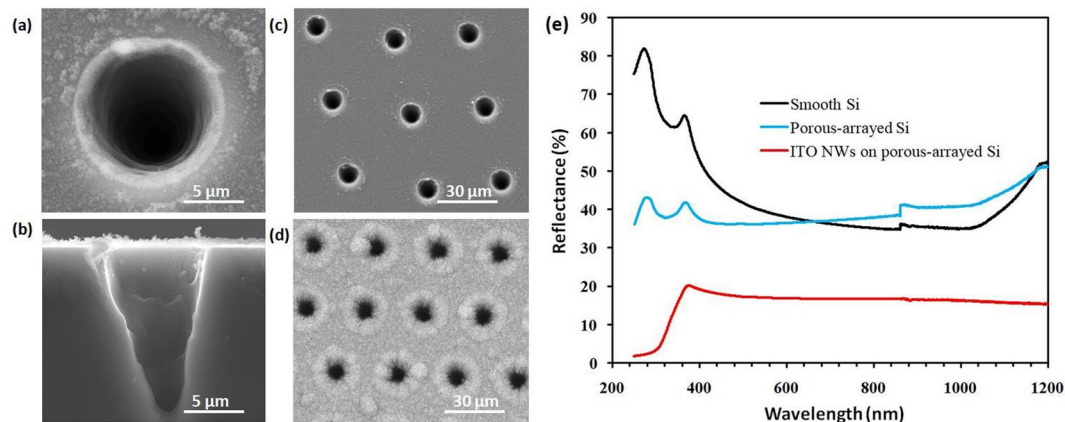 (a)
5 μm
(b)
5 μm
(c)
30 μm
(d)
30 μm
(e)
90
80
70
60
50
40
30
20
10
0
Reflectance (%)
Smooth Si
Porous-arrayed Si
ITO NWs on porous-arrayed Si
200 400 600 800 1000 1200
Wavelength (nm)